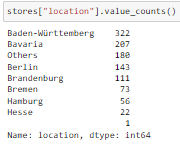 stores["location"].value_counts()
Baden-Württemberg 322
Bavaria 207
Others 180
Berlin 143
Brandenburg 111
Bremen 73
Hamburg 56
Hesse 22
1
Name: location, dtype: int64